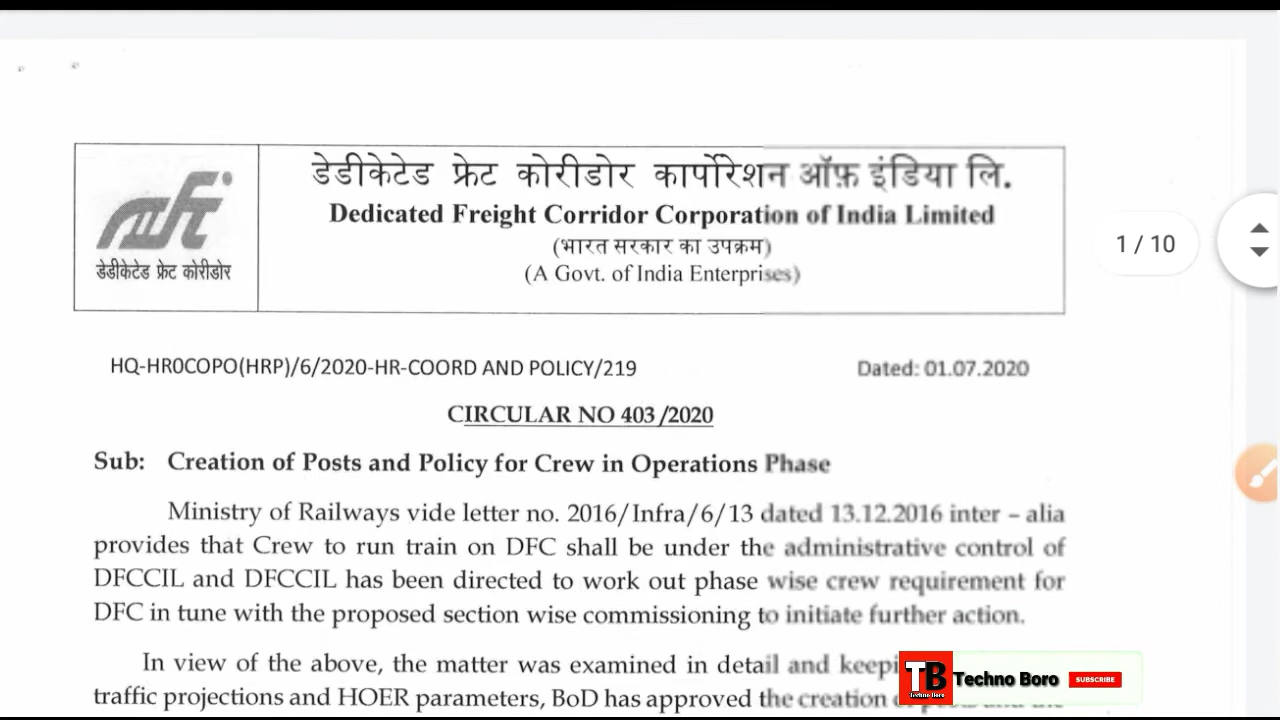 डेडीकेटेड फ्रेट कोरीडोर कार्पोरेशन ऑफ़ इंडिया लि.
Dedicated Freight Corridor Corporation of India Limited
(भारत सरकार का उपक्रम)
(A Govt. of India Enterprises)
डेडीकेटेड फ्रेट कोरीडोर
1 / 10
HQ-HR0COPO(HRP)/6/2020-HR-COORD AND POLICY/219 Dated: 01.07.2020
CIRCULAR NO 403/2020
Sub: Creation of Posts and Policy for Crew in Operations Phase
Ministry of Railways vide letter no. 2016/Infra/6/13 dated 13.12.2016 inter – alia
provides that Crew to run train on DFC shall be under the administrative control of
DFCCIL and DFCCIL has been directed to work out phase wise crew requirement for
DFC in tune with the proposed section wise commissioning to initiate further action.
In view of the above, the matter was examined in detail and
traffic projections and HOER parameters, BoD has approved the creation
TB
Techno Boro
Techno Boro
SUBSCRIBE